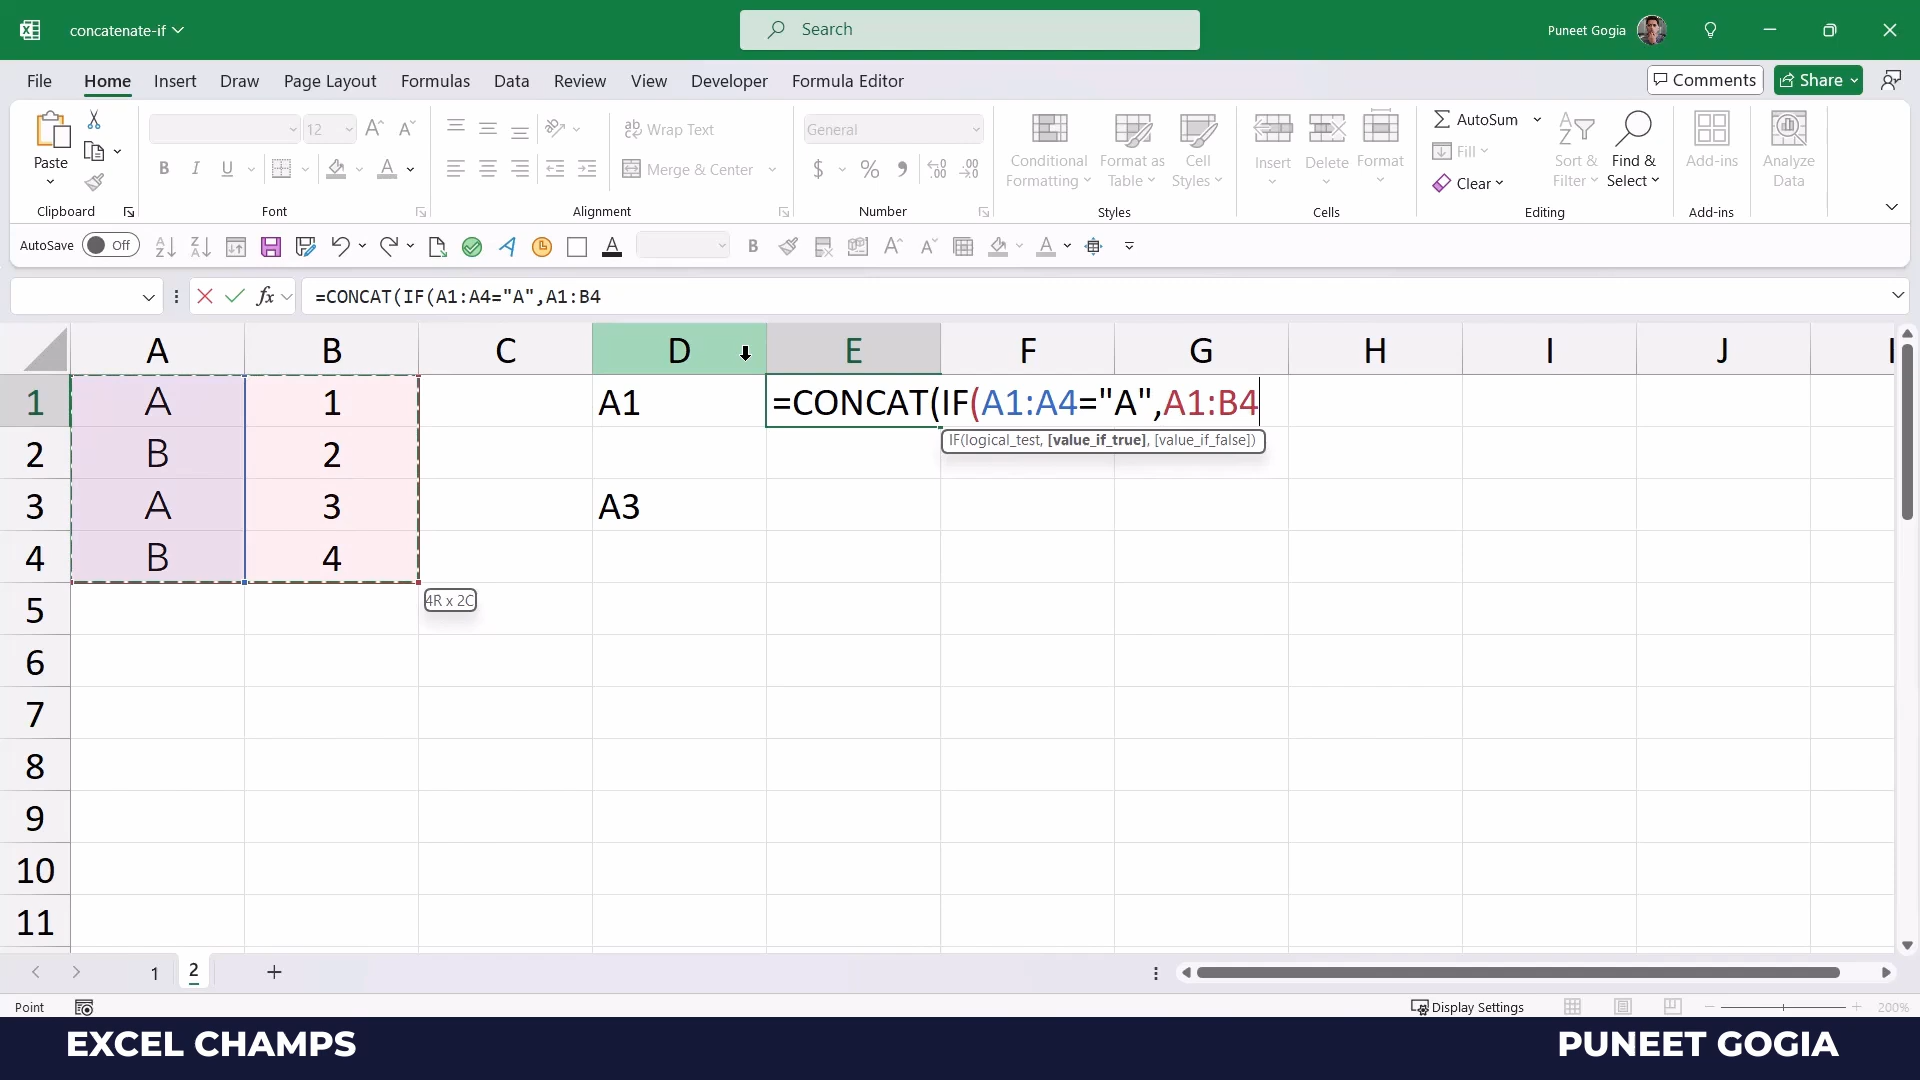 concatenate-if
Search
Puneet Gogia
File Home Insert Draw Page Layout Formulas Data Review View Developer Formula Editor
Comments Share
Paste
Clipboard
12
B I U
A
Font
ab Wrap Text
Merge & Center
Alignment
General
$ % 9 .00
Number
Conditional Formatting
Format as Table
Cell Styles
Styles
Insert Delete Format
Cells
AutoSum
Fill
Clear
Sort & Filter
Find & Select
Editing
Add-ins
Add-ins
Analyze Data
AutoSave Off
fx =CONCAT(IF(A1:A4="A",A1:B4
A B C D E F G H I J
1 A 1 A1 =CONCAT(IF(A1:A4="A",A1:B4
IF(logical_test, [value_if_true], [value_if_false])
2 B 2
3 A 3 A3
4 B 4
4R x 2C
5
6
7
8
9
10
11
1 2
Point
Display Settings
200%
EXCEL CHAMPS
PUNEET GOGIA